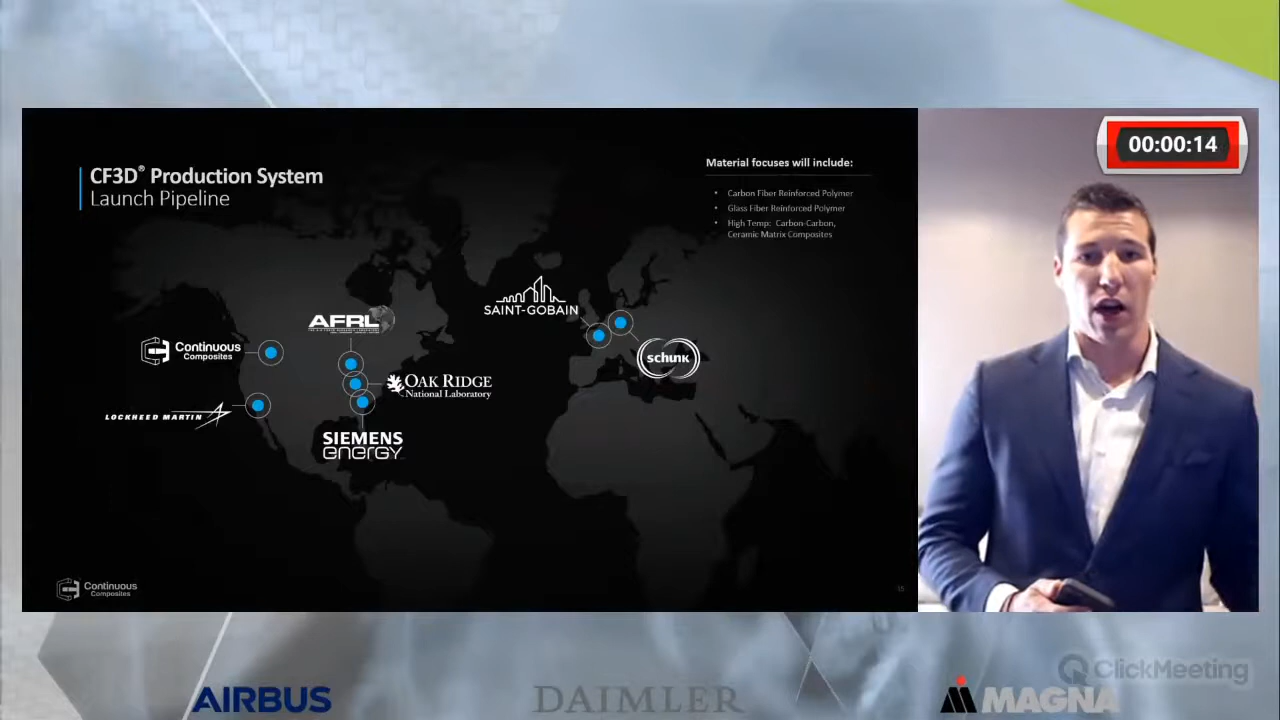 00:00:14
CF3D® Production System
Launch Pipeline
Material focuses will include:
• Carbon Fiber Reinforced Polymer
• Glass Fiber Reinforced Polymer
• High Temp: Carbon-Carbon,
Ceramic Matrix Composites
SAINT-GOBAIN
AFRL
Continuous
Composites
schunk
OAK RIDGE
National Laboratory
LOCKHEED MARTIN
SIEMENS
energy
Continuous
Composites
15
ClickMeeting
AIRBUS
DAIMLER
MAGNA